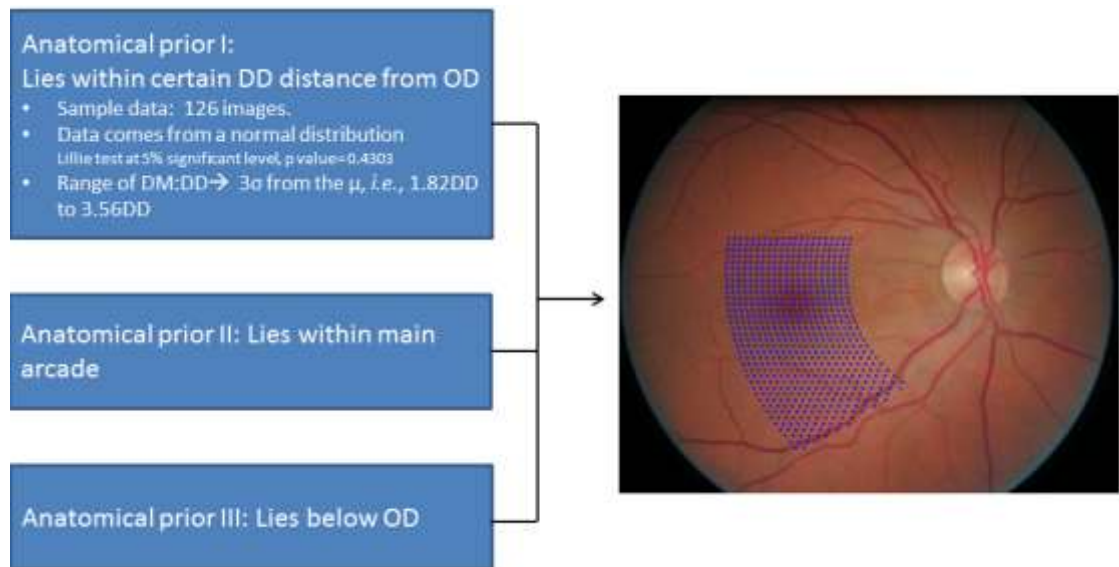 Anatomical prior I:
Lies within certain DD distance from OD
• Sample data: 126 images.
• Data comes from a normal distribution
Lillie test at 5% significant level, p value=0.4303
• Range of DM:DD→ 3σ from the μ, i.e., 1.82DD
to 3.56DD
Anatomical prior II: Lies within main
arcade
Anatomical prior III: Lies below OD